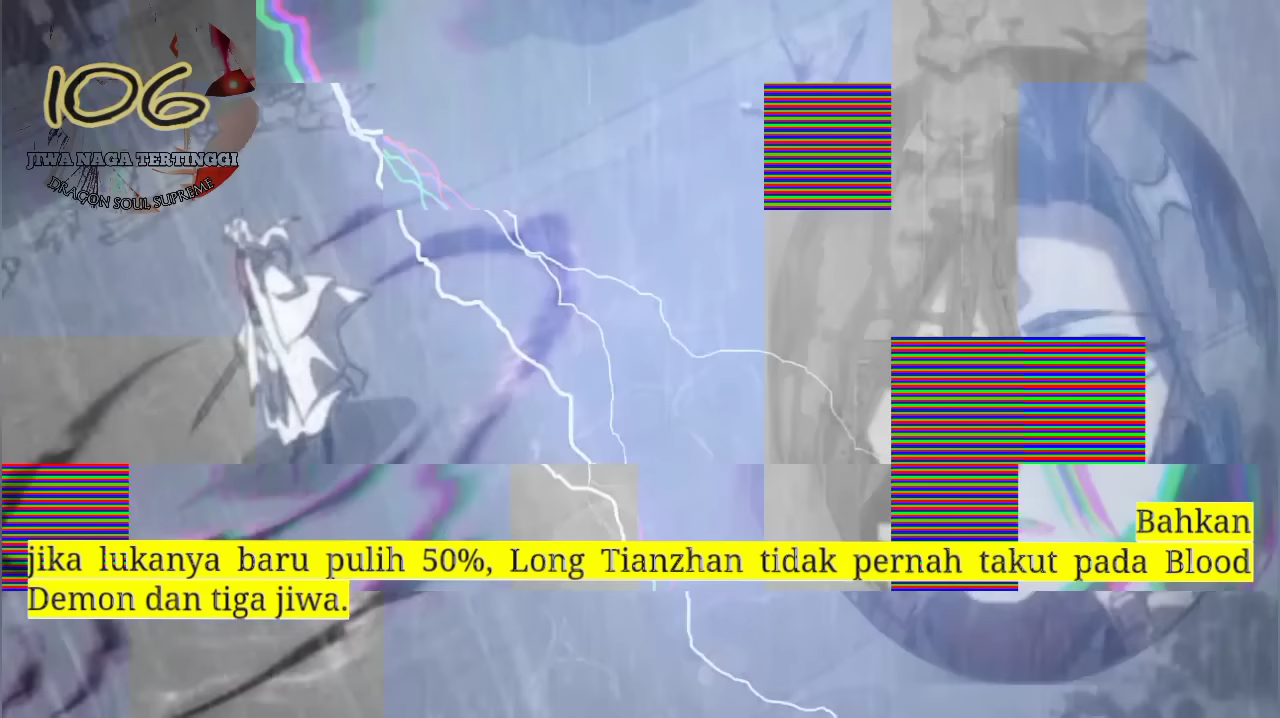 106
JIWA NAGA TERTINGGI
DRAGON SOUL SUPREME
Bahkan
jika lukanya baru pulih 50%, Long Tianzhan tidak pernah takut pada Blood
Demon dan tiga jiwa.